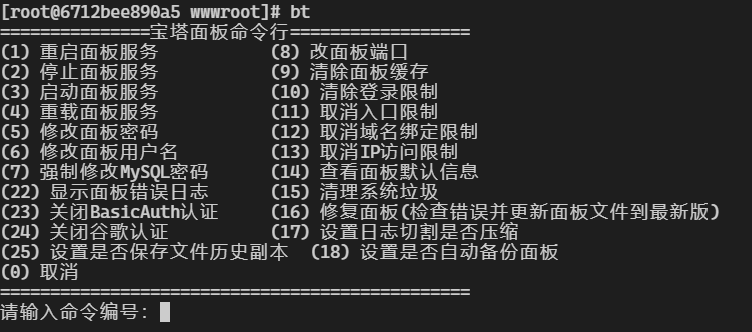 [root@6712bee890a5 wwwroot]# bt
===============宝塔面板命令行==================
(1) 重启面板服务           (8) 改面板端口
(2) 停止面板服务           (9) 清除面板缓存
(3) 启动面板服务           (10) 清除登录限制
(4) 重载面板服务           (11) 取消入口限制
(5) 修改面板密码           (12) 取消域名绑定限制
(6) 修改面板用户名         (13) 取消IP访问限制
(7) 强制修改MySQL密码      (14) 查看面板默认信息
(22) 显示面板错误日志      (15) 清理系统垃圾
(23) 关闭BasicAuth认证     (16) 修复面板(检查错误并更新面板文件到最新版)
(24) 关闭谷歌认证          (17) 设置日志切割是否压缩
(25) 设置是否保存文件历史副本  (18) 设置是否自动备份面板
(0) 取消
===============================================
请输入命令编号: